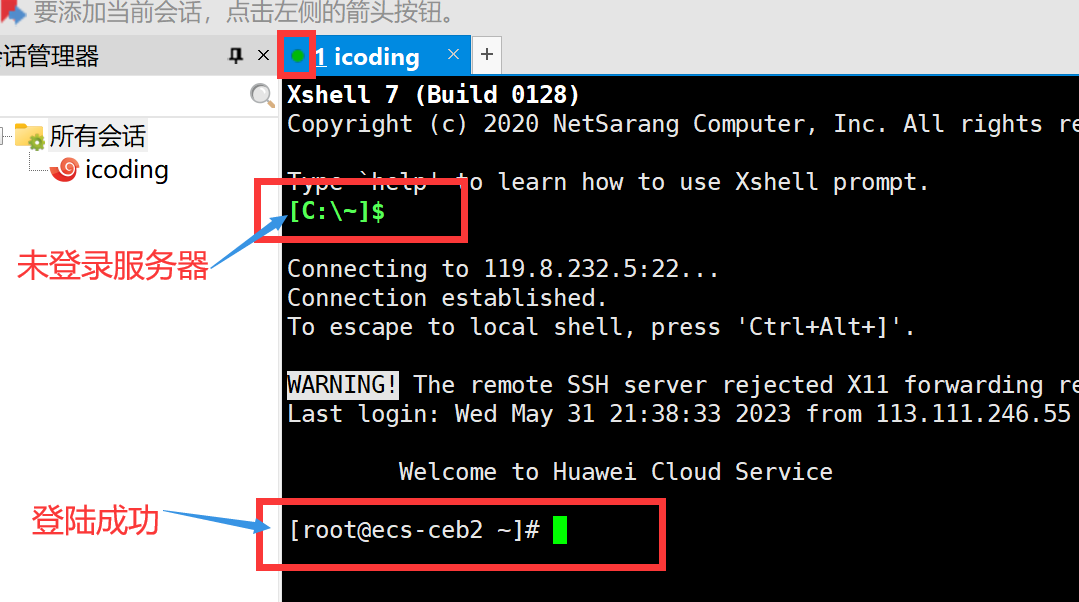 要添加当前会话，点击左侧的箭头按钮。
话管理器
1 icoding
所有会话
icoding
Xshell 7 (Build 0128)
Copyright (c) 2020 NetSarang Computer, Inc. All rights re
Type `help' to learn how to use Xshell prompt.
[C:\~]$
未登录服务器
Connecting to 119.8.232.5:22...
Connection established.
To escape to local shell, press 'Ctrl+Alt+]'.
WARNING! The remote SSH server rejected X11 forwarding re
Last login: Wed May 31 21:38:33 2023 from 113.111.246.55
Welcome to Huawei Cloud Service
登陆成功
[root@ecs-ceb2 ~]#